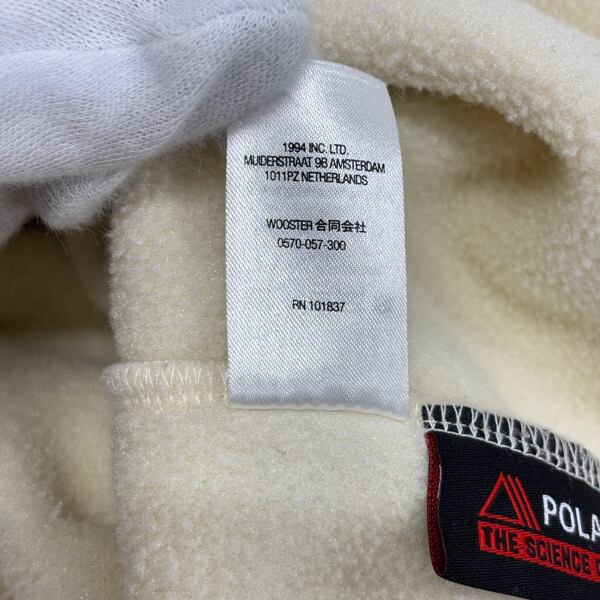 1994 INC. LTD.
MUIDERSTRAAT 9B AMSTERDAM
1011PZ NETHERLANDS
WOOSTER 合同会社
0570-057-300
RN 101837
POLA
THE SCIENCE